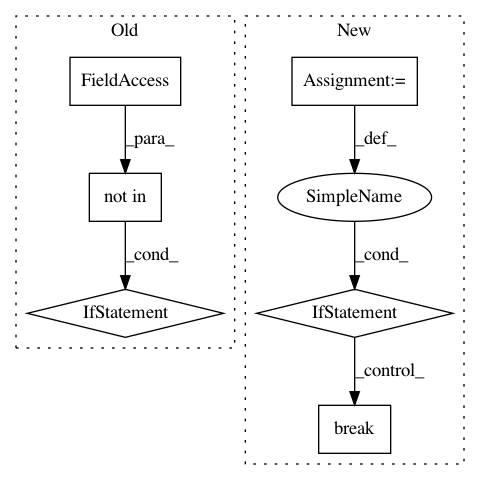 Old
New
FieldAccess
Assignment:=
_para_
_def_
not in
SimpleName
_cond_
_cond_
IfStatement
IfStatement
_control_
break